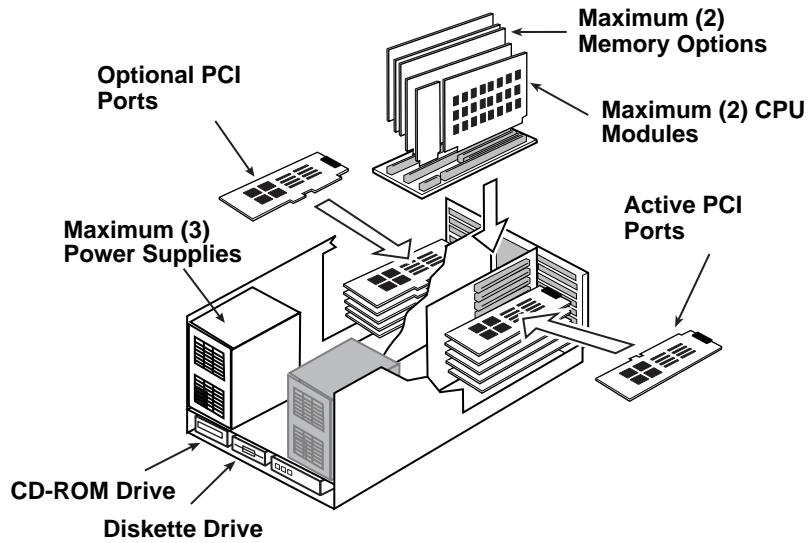 Maximum (2)
Memory Options
Optional PCI
Ports
Maximum (2) CPU
Modules
Maximum (3)
Power Supplies
Active PCI
Ports
CD-ROM Drive
Diskette Drive